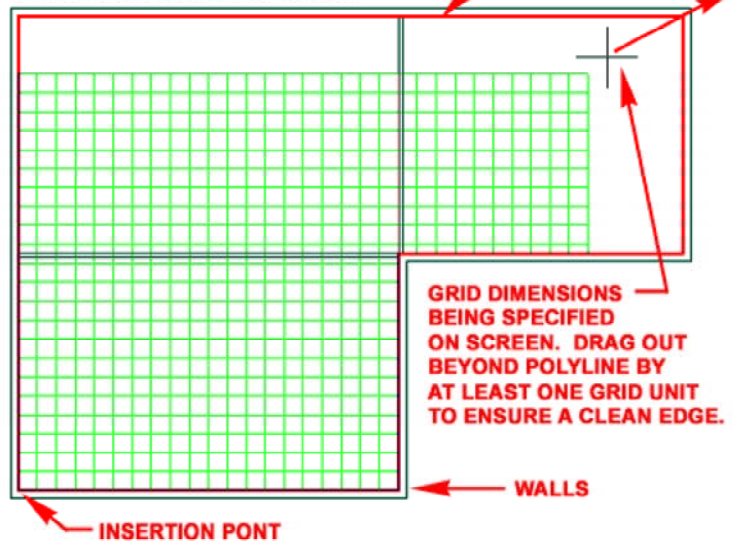 GRID DIMENSIONS
BEING SPECIFIED
ON SCREEN. DRAG OUT
BEYOND POLYLINE BY
AT LEAST ONE GRID UNIT
TO ENSURE A CLEAN EDGE.
WALLS
INSERTION PONT